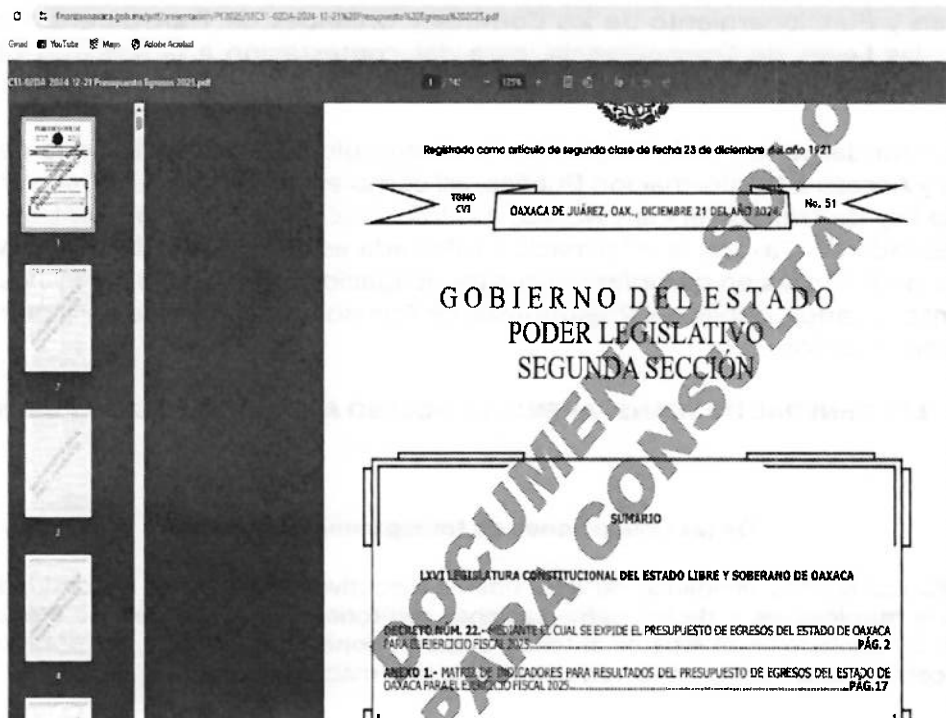 Gmail YouTube Maps Adobe Acrobat
1
Registrado como artículo de segunda clase de fecha 23 de diciembre del año 1921
TOMO
CVI
OAXACA DE JUÁREZ, OAX., DICIEMBRE 21 DEL AÑO 2024.
No. 51
GOBIERNO DEL ESTADO
PODER LEGISLATIVO
SEGUNDA SECCIÓN
DOCUMENTO SOLO
PARA CONSULTA
SUMARIO
LXVI LEGISLATURA CONSTITUCIONAL DEL ESTADO LIBRE Y SOBERANO DE OAXACA
DECRETO NÚM. 22.- MEDIANTE EL CUAL SE EXPIDE EL PRESUPUESTO DE EGRESOS DEL ESTADO DE OAXACA
PARA EL EJERCICIO FISCAL 2025 PÁG. 2
ANEXO 1.- MATRIZ DE INDICADORES PARA RESULTADOS DEL PRESUPUESTO DE EGRESOS DEL ESTADO DE
OAXACA PARA EL EJERCICIO FISCAL 2025 PÁG.17
1
2
3
4